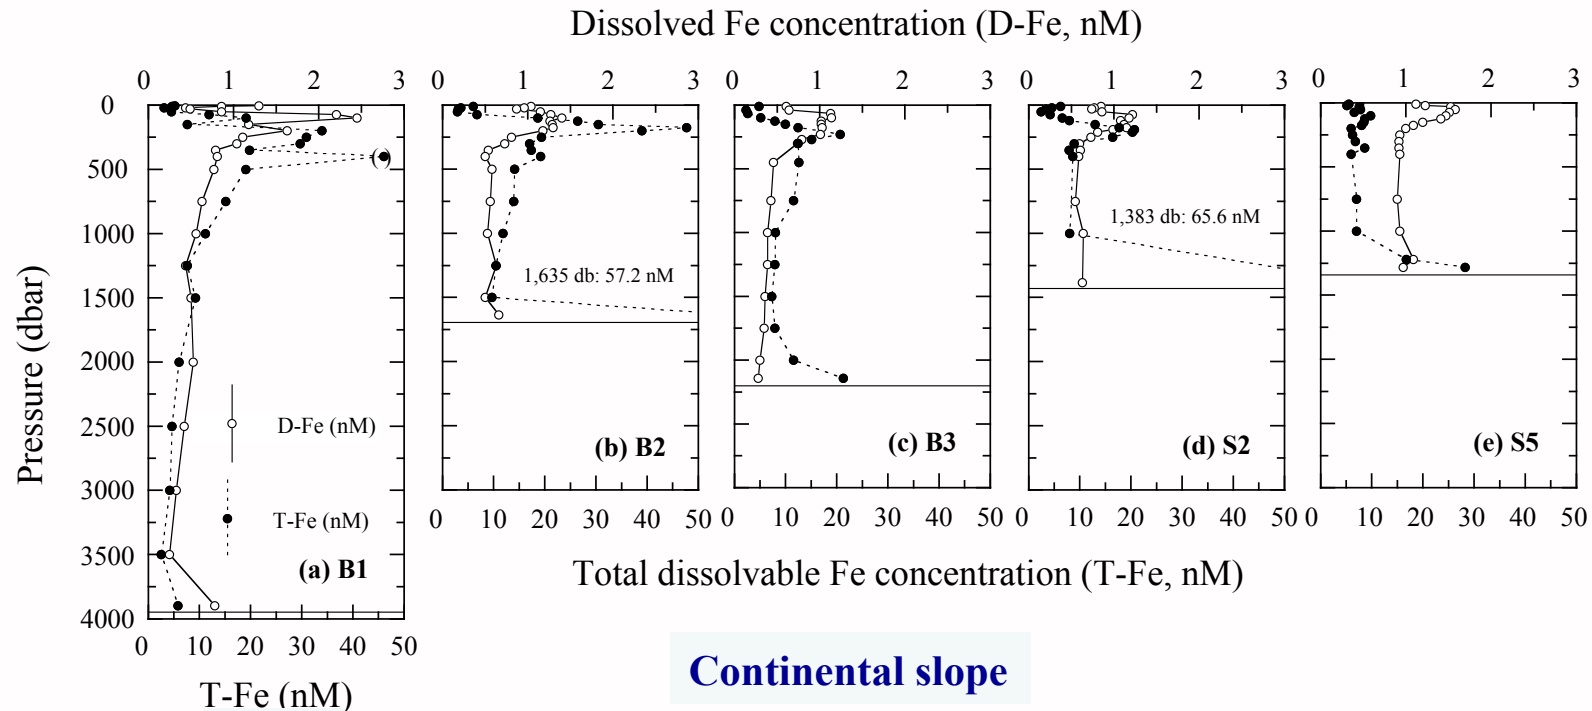 Dissolved Fe concentration (D-Fe, nM)
0 1 2 3 0 1 2 3 0 1 2 3 0 1 2 3 0 1 2 3
0
500
1000
1500
2000
2500
3000
3500
4000
Pressure (dbar)
( )
1,635 db: 57.2 nM
1,383 db: 65.6 nM
D-Fe (nM)
T-Fe (nM)
(a) B1
(b) B2
(c) B3
(d) S2
(e) S5
0 10 20 30 40 50 0 10 20 30 40 50 0 10 20 30 40 50 0 10 20 30 40 50
Total dissolvable Fe concentration (T-Fe, nM)
0 10 20 30 40 50
T-Fe (nM)
Continental slope